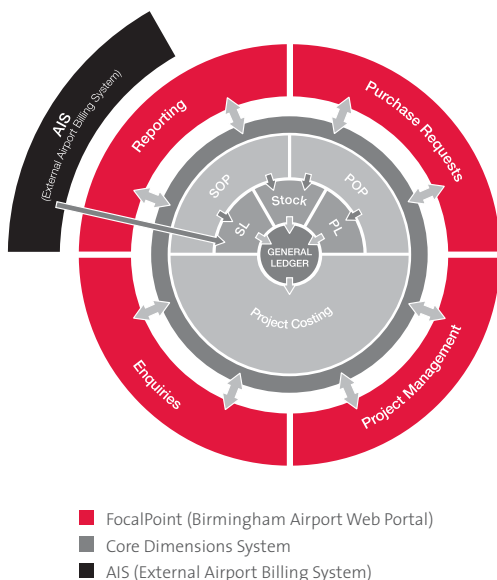 AIS
(External Airport Billing System)
Reporting
Purchase Requests
SOP
POP
Stock
SL
PL
GENERAL
LEDGER
Project Costing
Enquiries
Project Management
FocalPoint (Birmingham Airport Web Portal)
Core Dimensions System
AIS (External Airport Billing System)